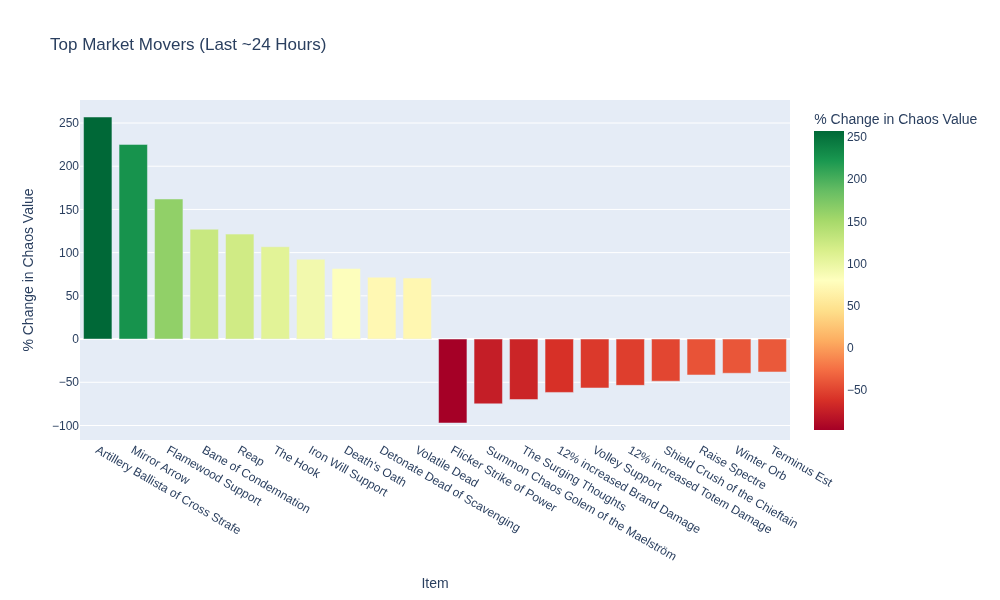 Top Market Movers (Last ~24 Hours)
% Change in Chaos Value
250
200
150
100
50
0
−50
−100
Artillery Ballista of Cross Strafe
Mirror Arrow
Flamewood Support
Bane of Condemnation
Reap
The Hook
Iron Will Support
Death's Oath
Detonate Dead of Scavenging
Volatile Dead
Flicker Strike of Power
Summon Chaos Golem of the Maelström
The Surging Thoughts
12% increased Brand Damage
Volley Support
12% increased Totem Damage
Shield Crush of the Chieftain
Raise Spectre
Winter Orb
Terminus Est
Item
% Change in Chaos Value
250
200
150
100
50
0
−50